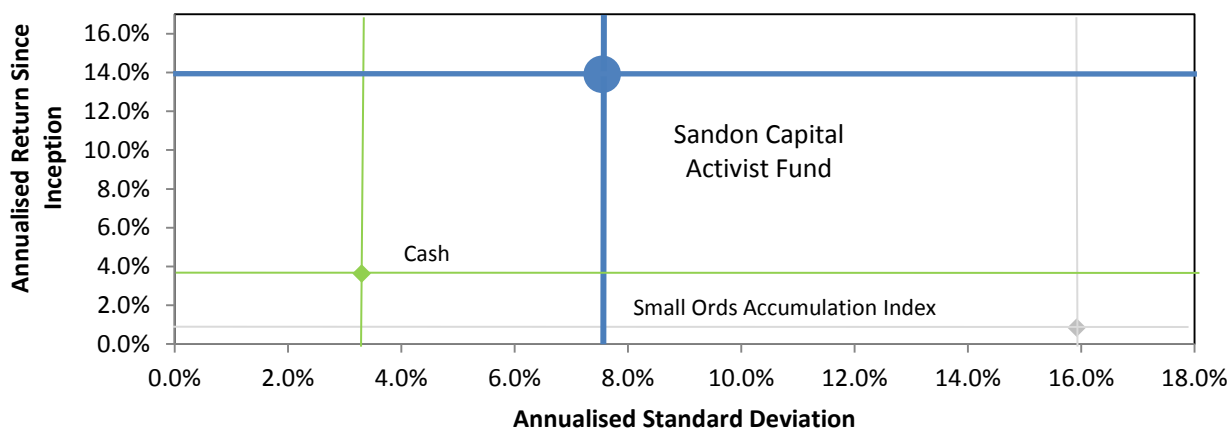 Annualised Return Since
Inception
16.0%
14.0%
12.0%
10.0%
8.0%
6.0%
4.0%
2.0%
0.0%
Sandon Capital
Activist Fund
Cash
Small Ords Accumulation Index
0.0%
2.0%
4.0%
6.0%
8.0%
10.0%
12.0%
14.0%
16.0%
18.0%
Annualised Standard Deviation